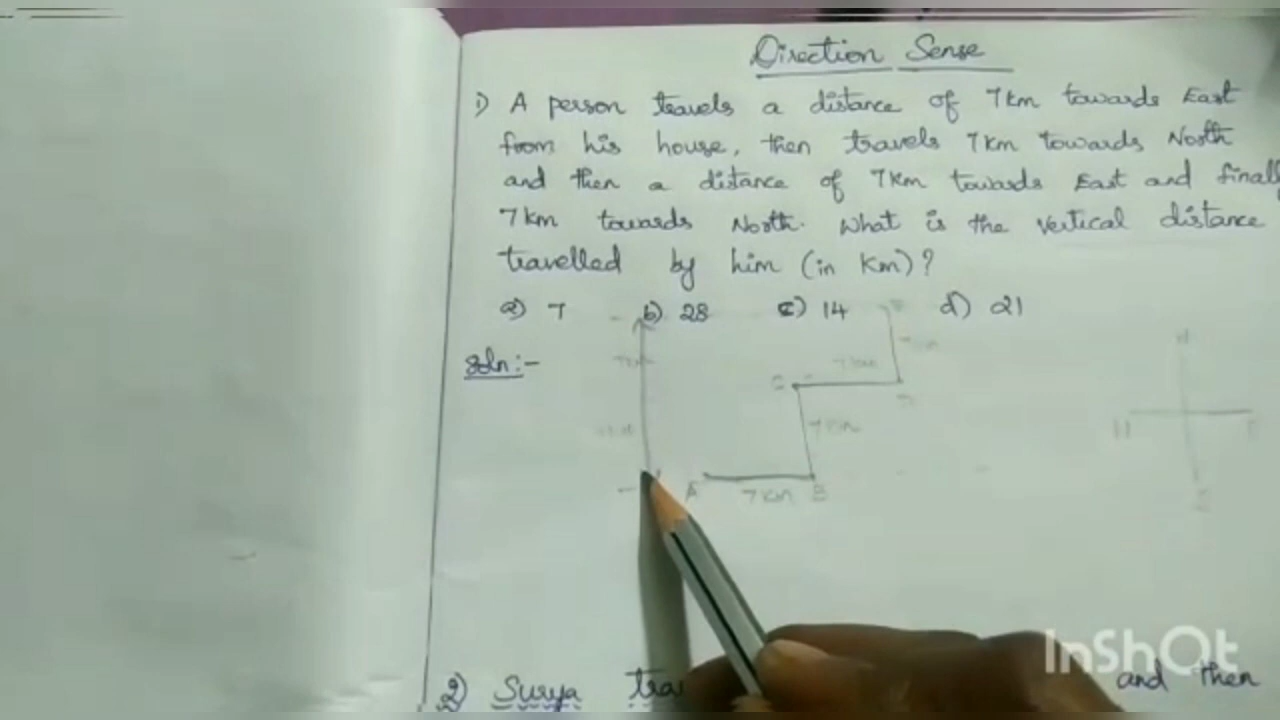 Direction Sense
1) A person travels a distance of 7km towards East
from his house, then travels 7km towards North
and then a distance of 7km towards East and finally
7km towards North. What is the vertical distance
travelled by him (in Km)?
a) 7 b) 28 c) 14 d) 21
Soln:-
7km
C 7km
7km
A 7km B
2) Surya and then
InShOt